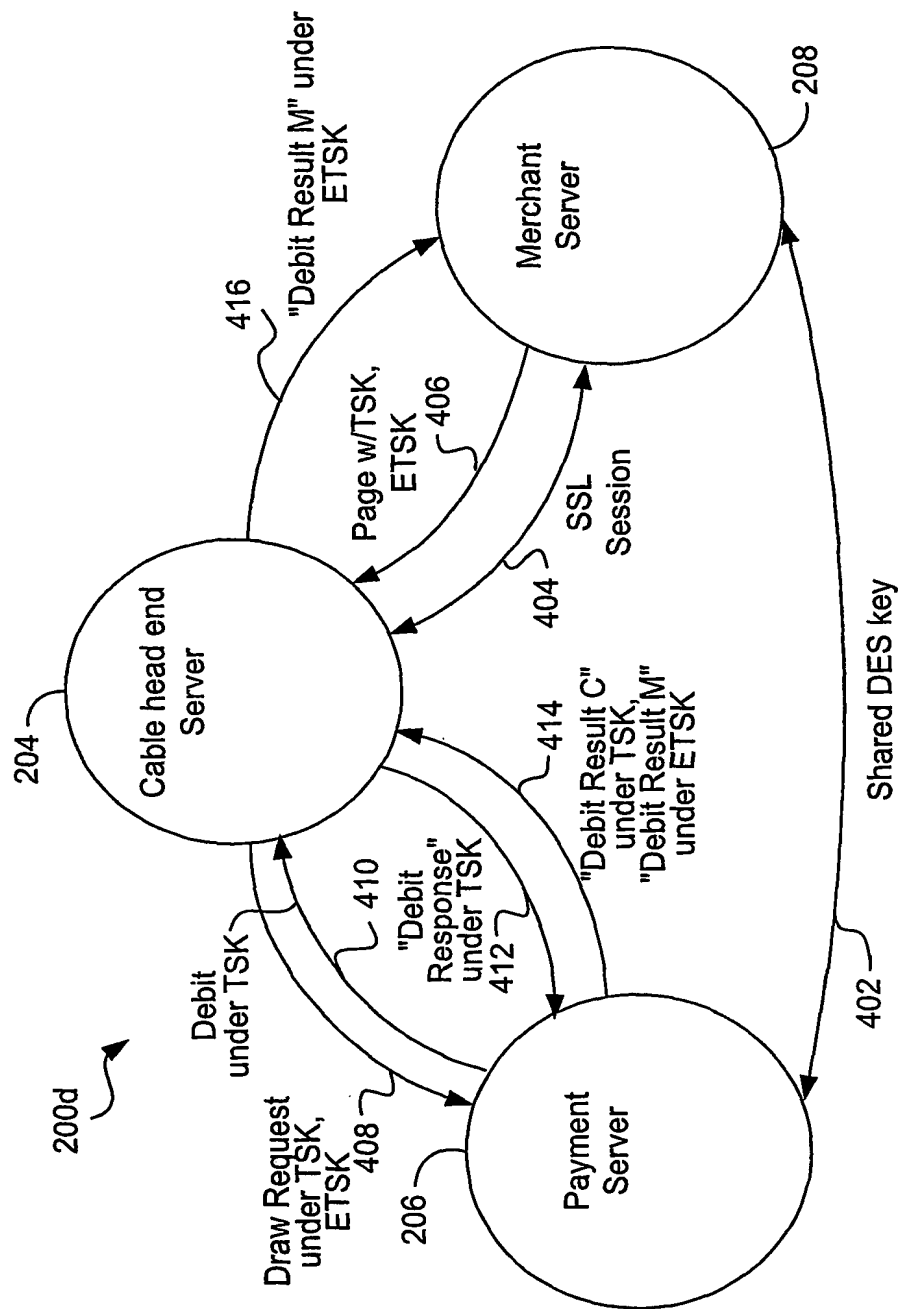 200d
204
Cable head end
Server
416
"Debit Result M" under
ETSK
Page w/TSK,
ETSK
406
404
SSL
Session
Merchant
Server
208
Debit
under TSK
Draw Request
under TSK,
ETSK
408
410
"Debit
Response"
under TSK
412
414
"Debit Result C"
under TSK,
"Debit Result M"
under ETSK
206
Payment
Server
402
Shared DES key